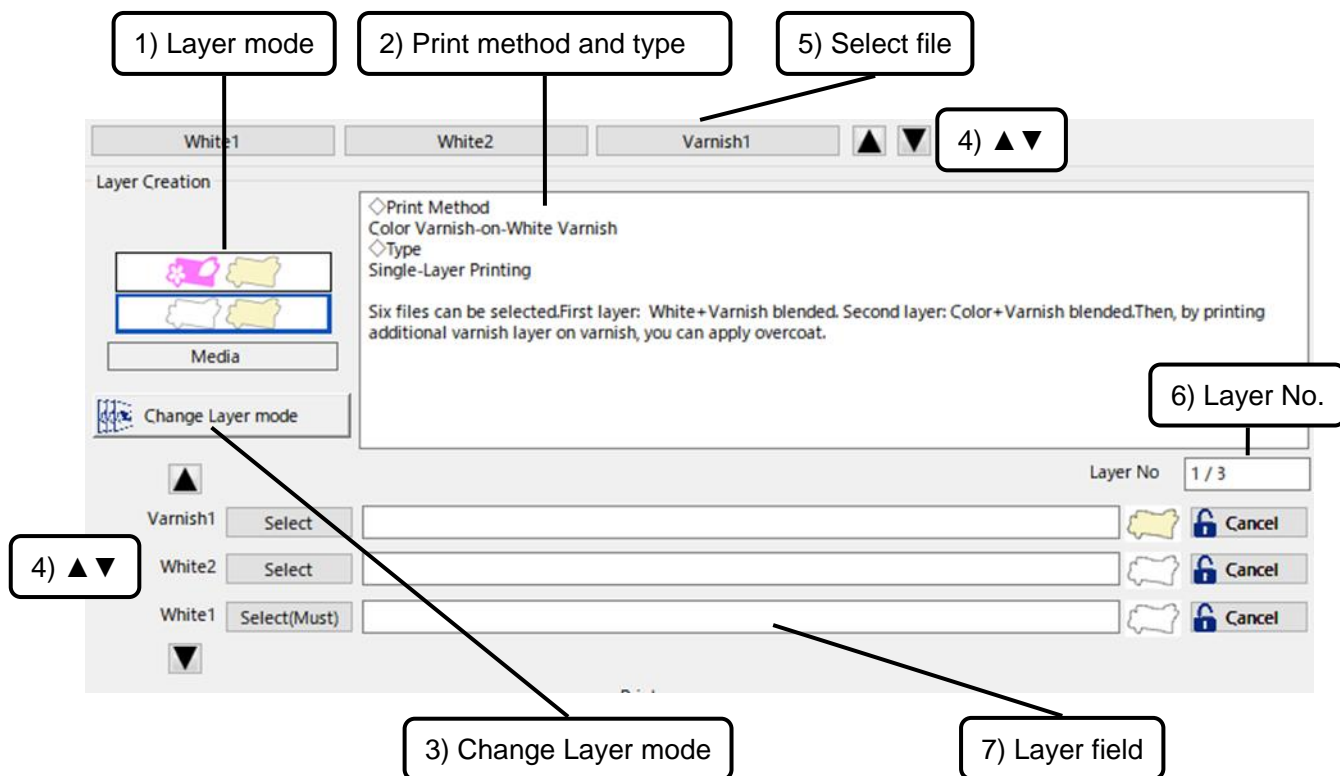 1) Layer mode
2) Print method and type
5) Select file
White1
White2
Varnish1
▲ ▼
4) ▲▼
Layer Creation
◇Print Method
Color Varnish-on-White Varnish
◇Type
Single-Layer Printing
Six files can be selected.First layer:  White+Varnish blended. Second layer: Color+Varnish blended.Then, by printing
additional varnish layer on varnish, you can apply overcoat.
Media
Change Layer mode
6) Layer No.
Layer No
1 / 3
▲
Varnish1
Select
Cancel
4) ▲▼
White2
Select
Cancel
White1
Select(Must)
Cancel
▼
3) Change Layer mode
7) Layer field